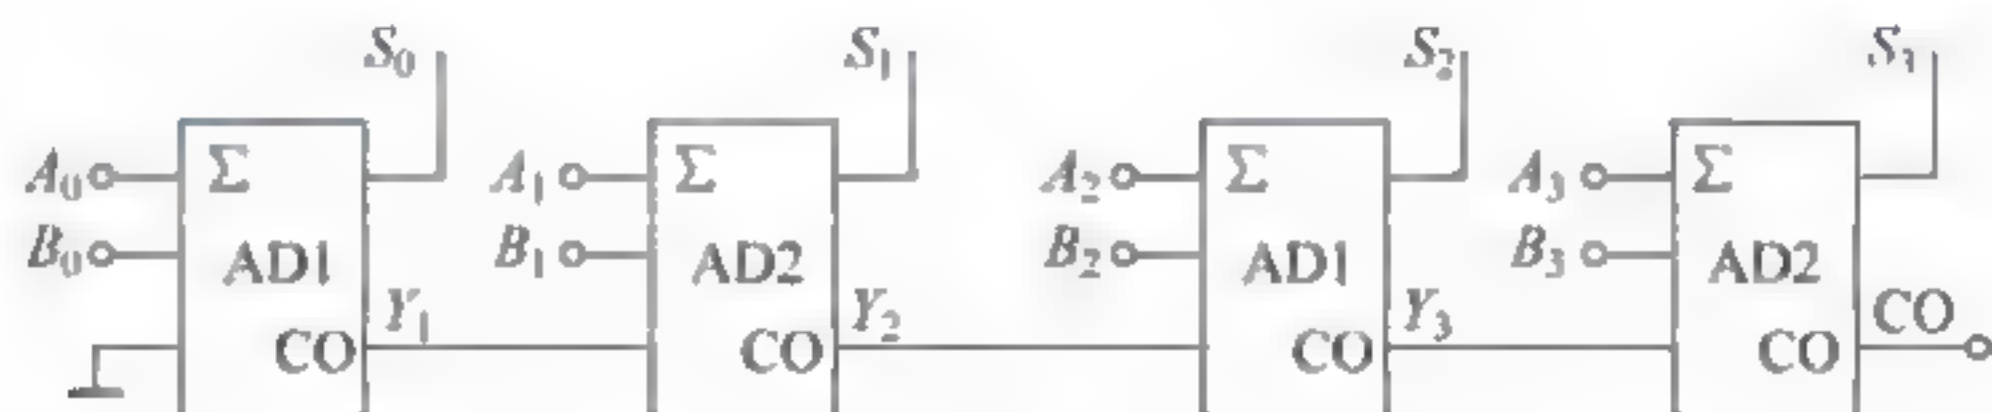 S₀ S₁ S₂ S₃
A₀ Σ A₁ Σ A₂ Σ A₃ Σ
B₀ AD1 B₁ AD2 B₂ AD1 B₃ AD2
Y₁ Y₂ Y₃ CO
CO CO CO CO